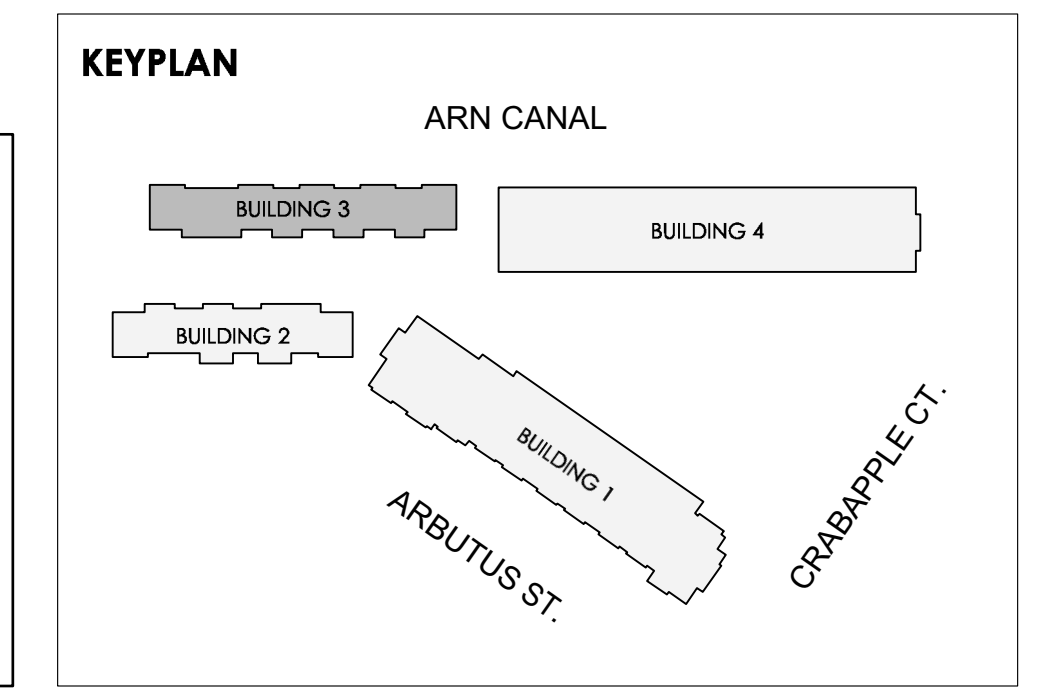 KEYPLAN
ARN CANAL
BUILDING 3
BUILDING 4
BUILDING 2
BUILDING 1
ARBUTUS ST.
CRABAPPLE CT.